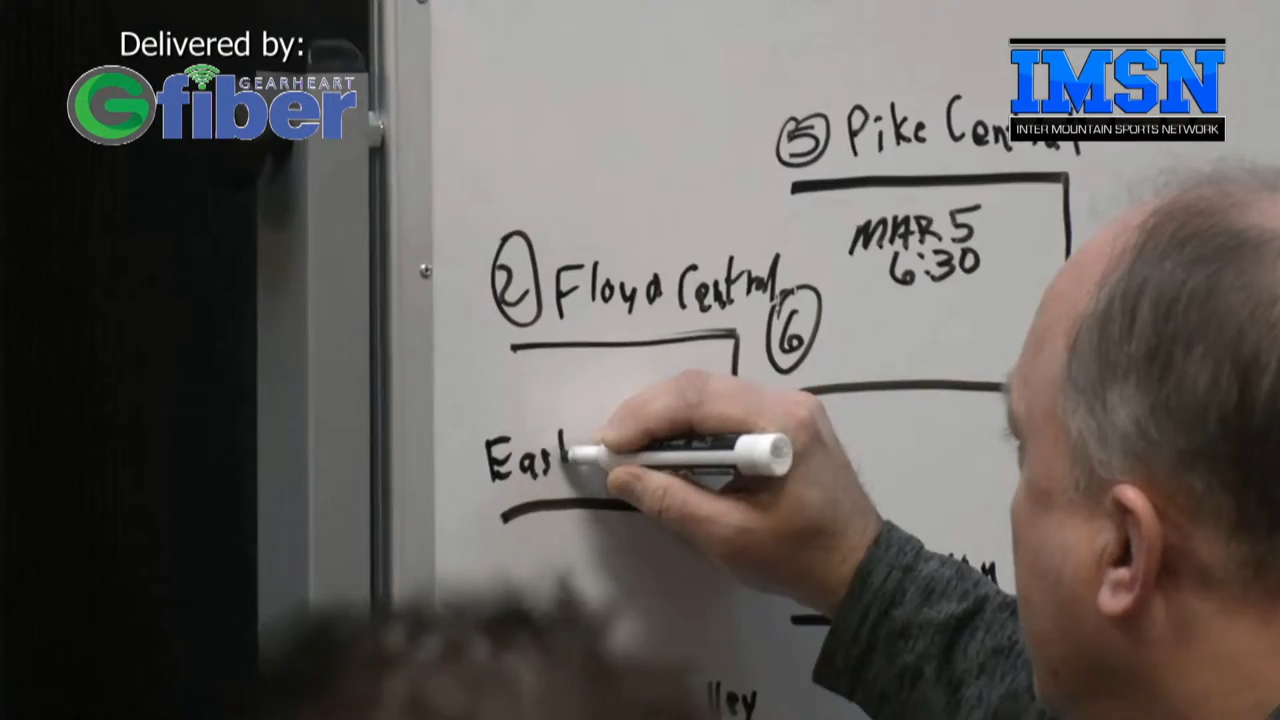 Delivered by:
GEARHEART
Gfiber
IMSN
INTER MOUNTAIN SPORTS NETWORK
5 Pike Central
MAR 5
6:30
2 Floyd Central
6
East
lley